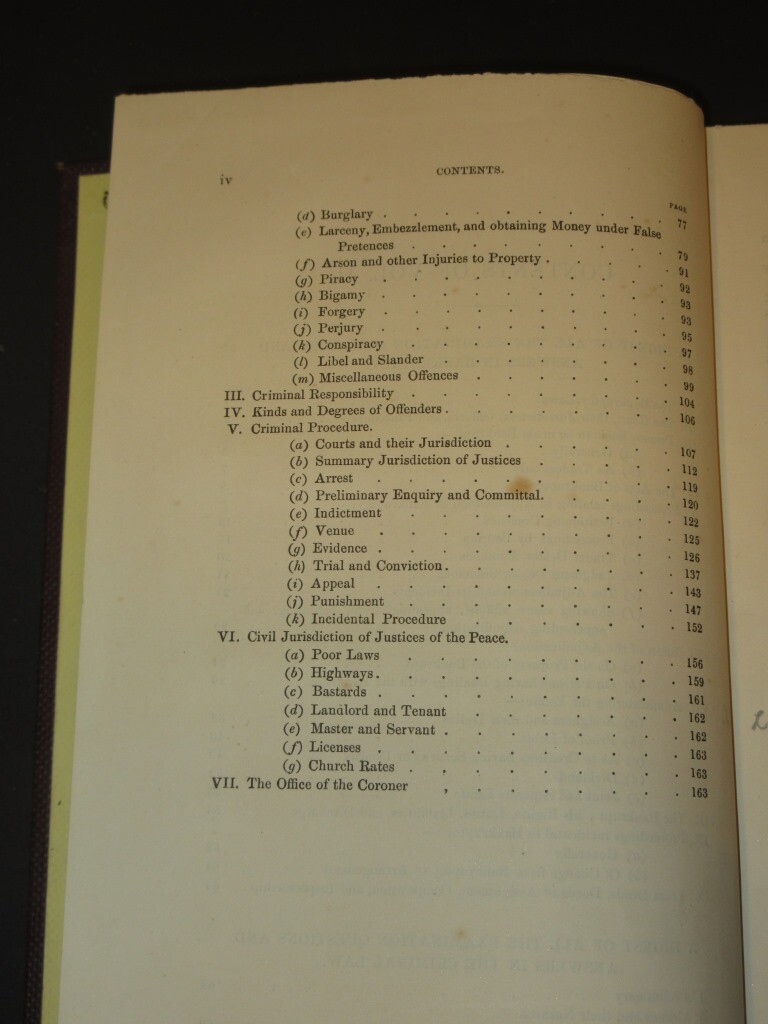 iv CONTENTS.
PAGE
(d) Burglary . . . . . . . . . 77
(e) Larceny, Embezzlement, and obtaining Money under False
Pretences . . . . . . . . 79
(f) Arson and other Injuries to Property . . . . . 91
(g) Piracy . . . . . . . . . 92
(h) Bigamy . . . . . . . . . 93
(i) Forgery . . . . . . . . . 93
(j) Perjury . . . . . . . . . 95
(k) Conspiracy . . . . . . . . 97
(l) Libel and Slander . . . . . . . 98
(m) Miscellaneous Offences . . . . . . 99
III. Criminal Responsibility . . . . . . . . 104
IV. Kinds and Degrees of Offenders . . . . . . . 106
V. Criminal Procedure.
(a) Courts and their Jurisdiction . . . . . . 107
(b) Summary Jurisdiction of Justices . . . . . 112
(c) Arrest . . . . . . . . . 119
(d) Preliminary Enquiry and Committal. . . . . 120
(e) Indictment . . . . . . . . 122
(f) Venue . . . . . . . . . 125
(g) Evidence . . . . . . . . . 126
(h) Trial and Conviction . . . . . . . 137
(i) Appeal . . . . . . . . . 143
(j) Punishment . . . . . . . . 147
(k) Incidental Procedure . . . . . . 152
VI. Civil Jurisdiction of Justices of the Peace.
(a) Poor Laws . . . . . . . . 156
(b) Highways . . . . . . . . . 159
(c) Bastards . . . . . . . . . 161
(d) Landlord and Tenant . . . . . . 162
(e) Master and Servant . . . . . . . 162
(f) Licenses . . . . . . . . . 163
(g) Church Rates . . . . . . . . 163
VII. The Office of the Coroner . . . . . . . 163